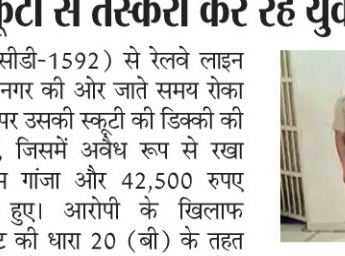 स्कूटी से तस्करी कर रहे
सीडी-1592) से रेलवे लाइन
नगर की ओर जाते समय रोका
पर उसकी स्कूटी की डिक्की की
, जिसमें अवैध रूप से रखा
गांजा और 42,500 रुपए
हुए। आरोपी के खिलाफ
की धारा 20 (बी) के तहत